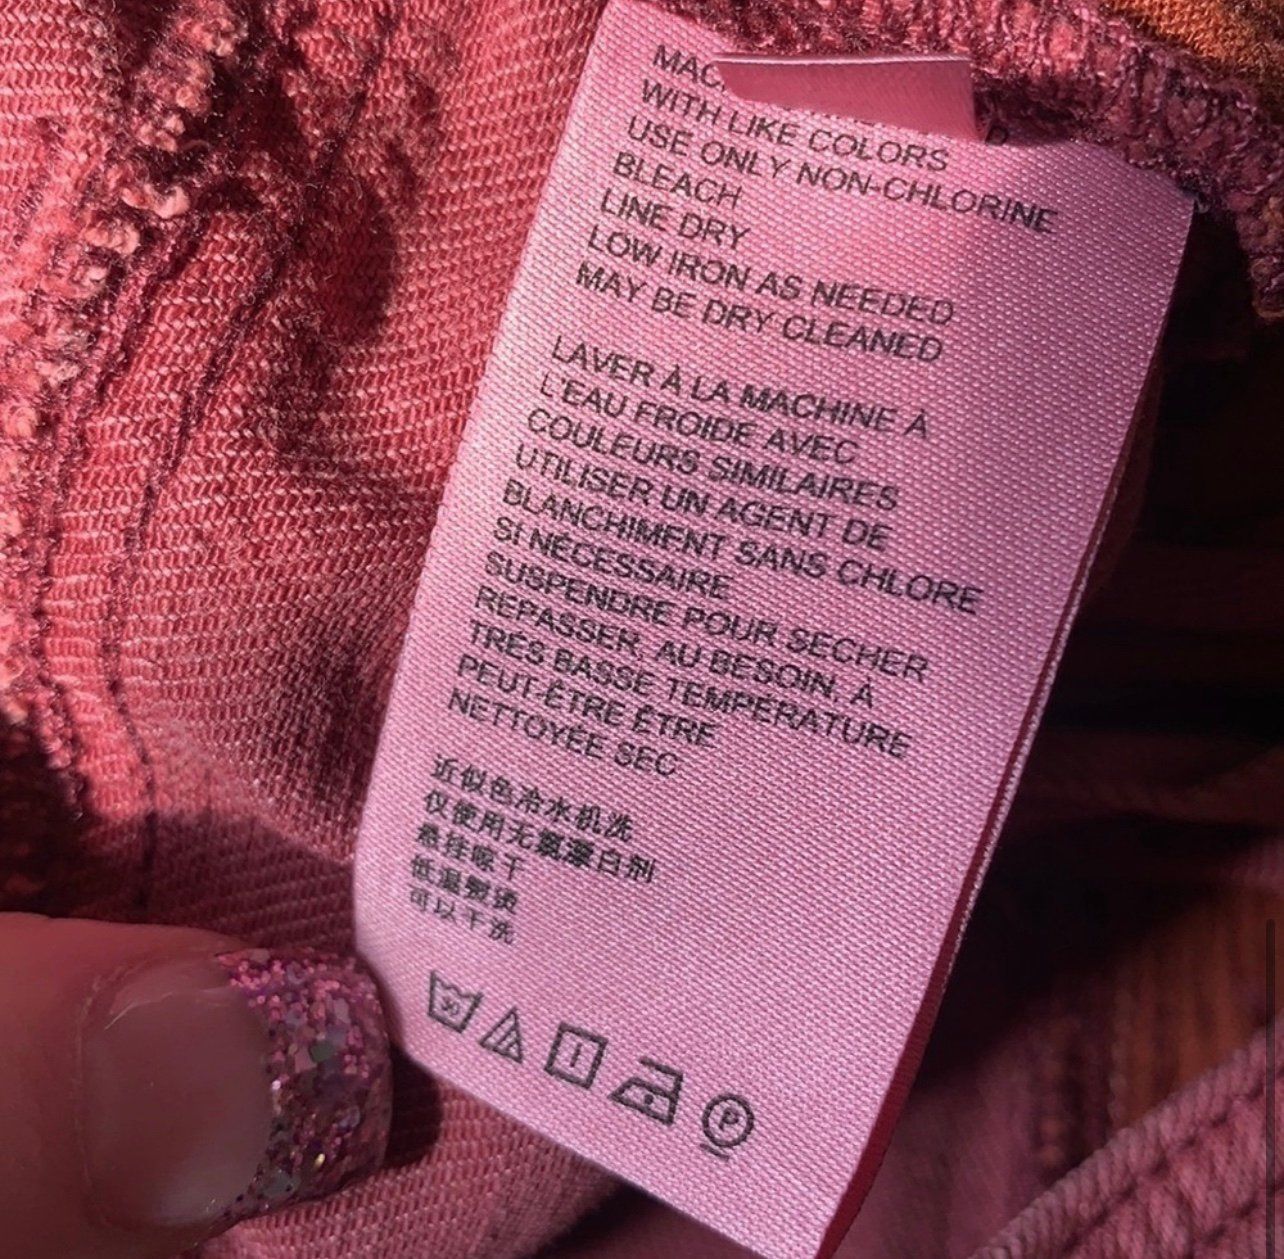 WITH LIKE COLORS
USE ONLY NON-CHLORINE
BLEACH
LINE DRY
LOW IRON AS NEEDED
MAY BE DRY CLEANED
LAVER À LA MACHINE À
L'EAU FROIDE AVEC
COULEURS SIMILAIRES
UTILISER UN AGENT DE
BLANCHIMENT SANS CHLORE
SI NÉCESSAIRE
SUSPENDRE POUR SÉCHER
REPASSER, AU BESOIN, À
TRÈS BASSE TEMPÉRATURE
PEUT-ÊTRE ÊTRE
NETTOYÉE SEC
近似色冷水机洗
仅使用无氯漂白剂
悬挂晾干
低温熨烫
可以干洗
P